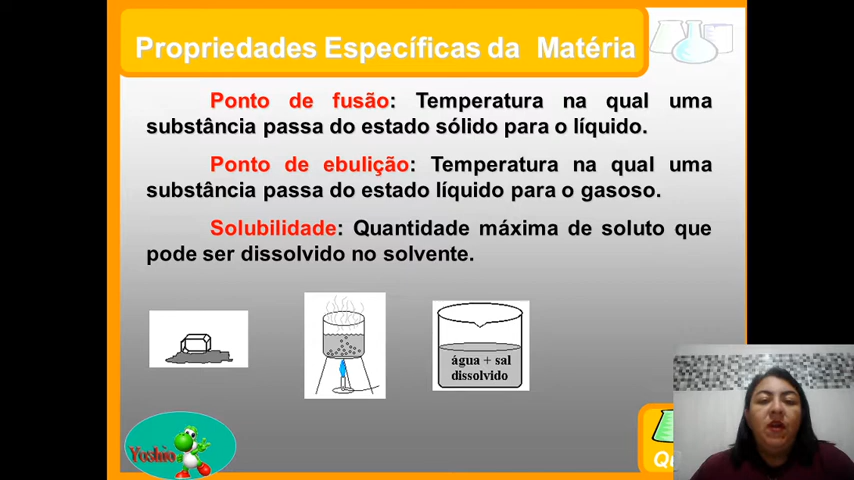 Propriedades Específicas da Matéria
Ponto de fusão: Temperatura na qual uma
substância passa do estado sólido para o líquido.
Ponto de ebulição: Temperatura na qual uma
substância passa do estado líquido para o gasoso.
Solubilidade: Quantidade máxima de soluto que
pode ser dissolvido no solvente.
água + sal
dissolvido
Yoshio